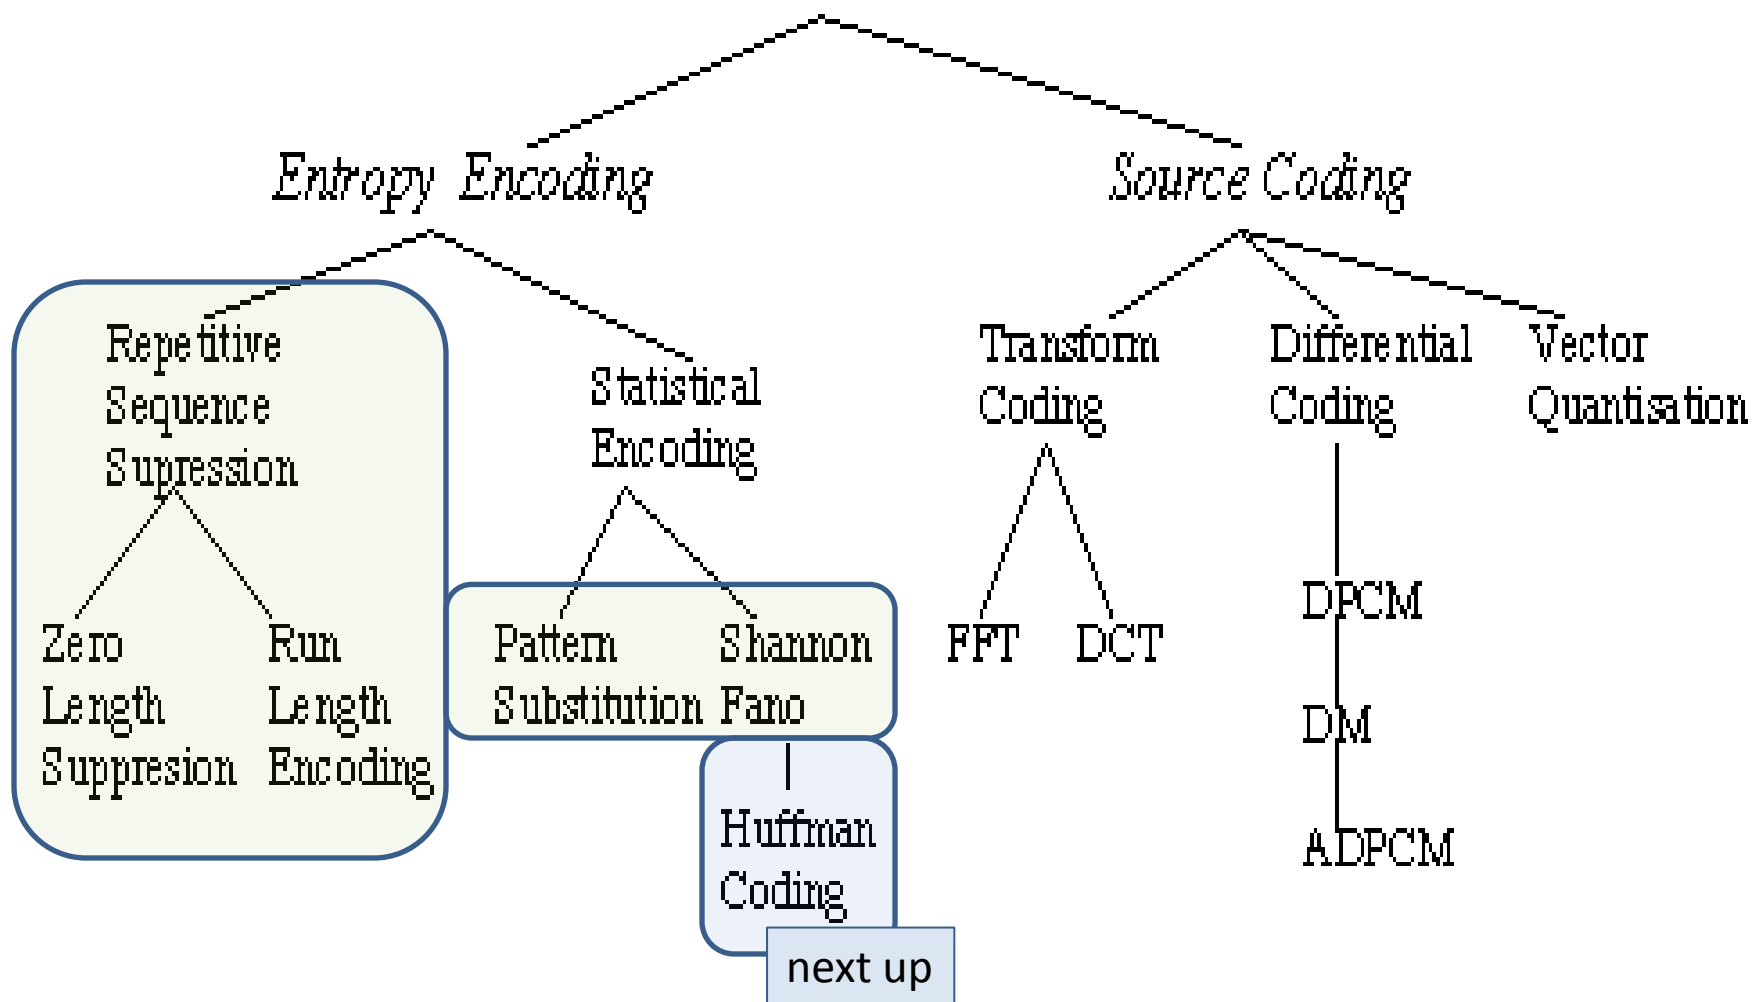 Entropy Encoding
Source Coding
Repetitive
Sequence
Supression
Statistical
Encoding
Transform
Coding
Differential
Coding
Vector
Quantisation
Zero
Length
Suppresion
Run
Length
Encoding
Pattern
Substitution
Shannon
Fano
Huffman
Coding
next up
FFT
DCT
DPCM
DM
ADPCM